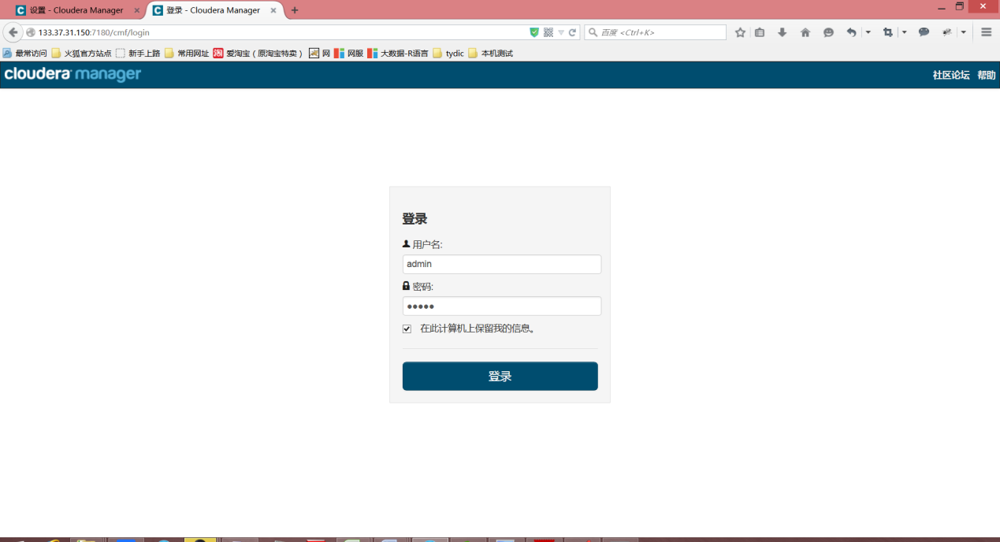 设置 - Cloudera Manager × 登录 - Cloudera Manager × +
133.37.31.150:7180/cmf/login 百度 <Ctrl+K>
最常访问 火狐官方站点 新手上路 常用网址 淘 爱淘宝（原淘宝特卖） 网 网服 大数据-R语言 tydic 本机测试
cloudera manager 社区论坛 帮助
登录
用户名:
admin
密码:
●●●●●
在此计算机上保留我的信息。
登录